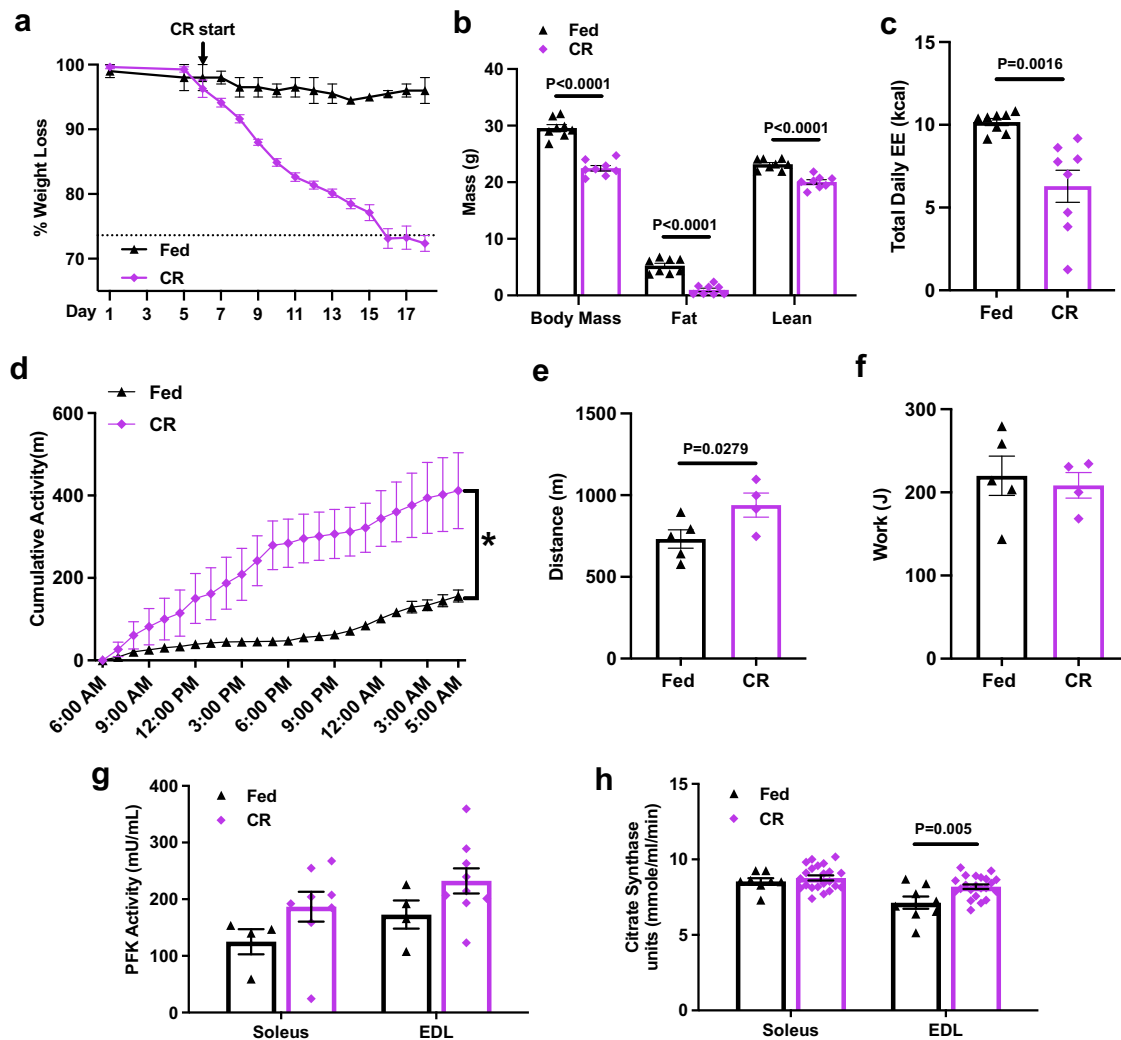 a
CR start
% Weight Loss
100
90
80
70
Fed
CR
Day
1 3 5 7 9 11 13 15 17
b
Fed
CR
Mass (g)
40
30
20
10
0
P<0.0001
P<0.0001
P<0.0001
Body Mass Fat Lean
c
Total Daily EE (kcal)
15
10
5
0
P=0.0016
Fed CR
d
Fed
CR
Cumulative Activity(m)
600
400
200
0
*
6:00 AM 9:00 AM 12:00 PM 3:00 PM 6:00 PM 9:00 PM 12:00 AM 3:00 AM 5:00 AM
e
Distance (m)
1500
1000
500
0
P=0.0279
Fed CR
f
Work (J)
300
200
100
0
Fed CR
g
Fed
CR
PFK Activity (mU/mL)
400
300
200
100
0
Soleus EDL
h
Fed
CR
Citrate Synthase
units (mmole/ml/min)
15
10
5
0
P=0.005
Soleus EDL